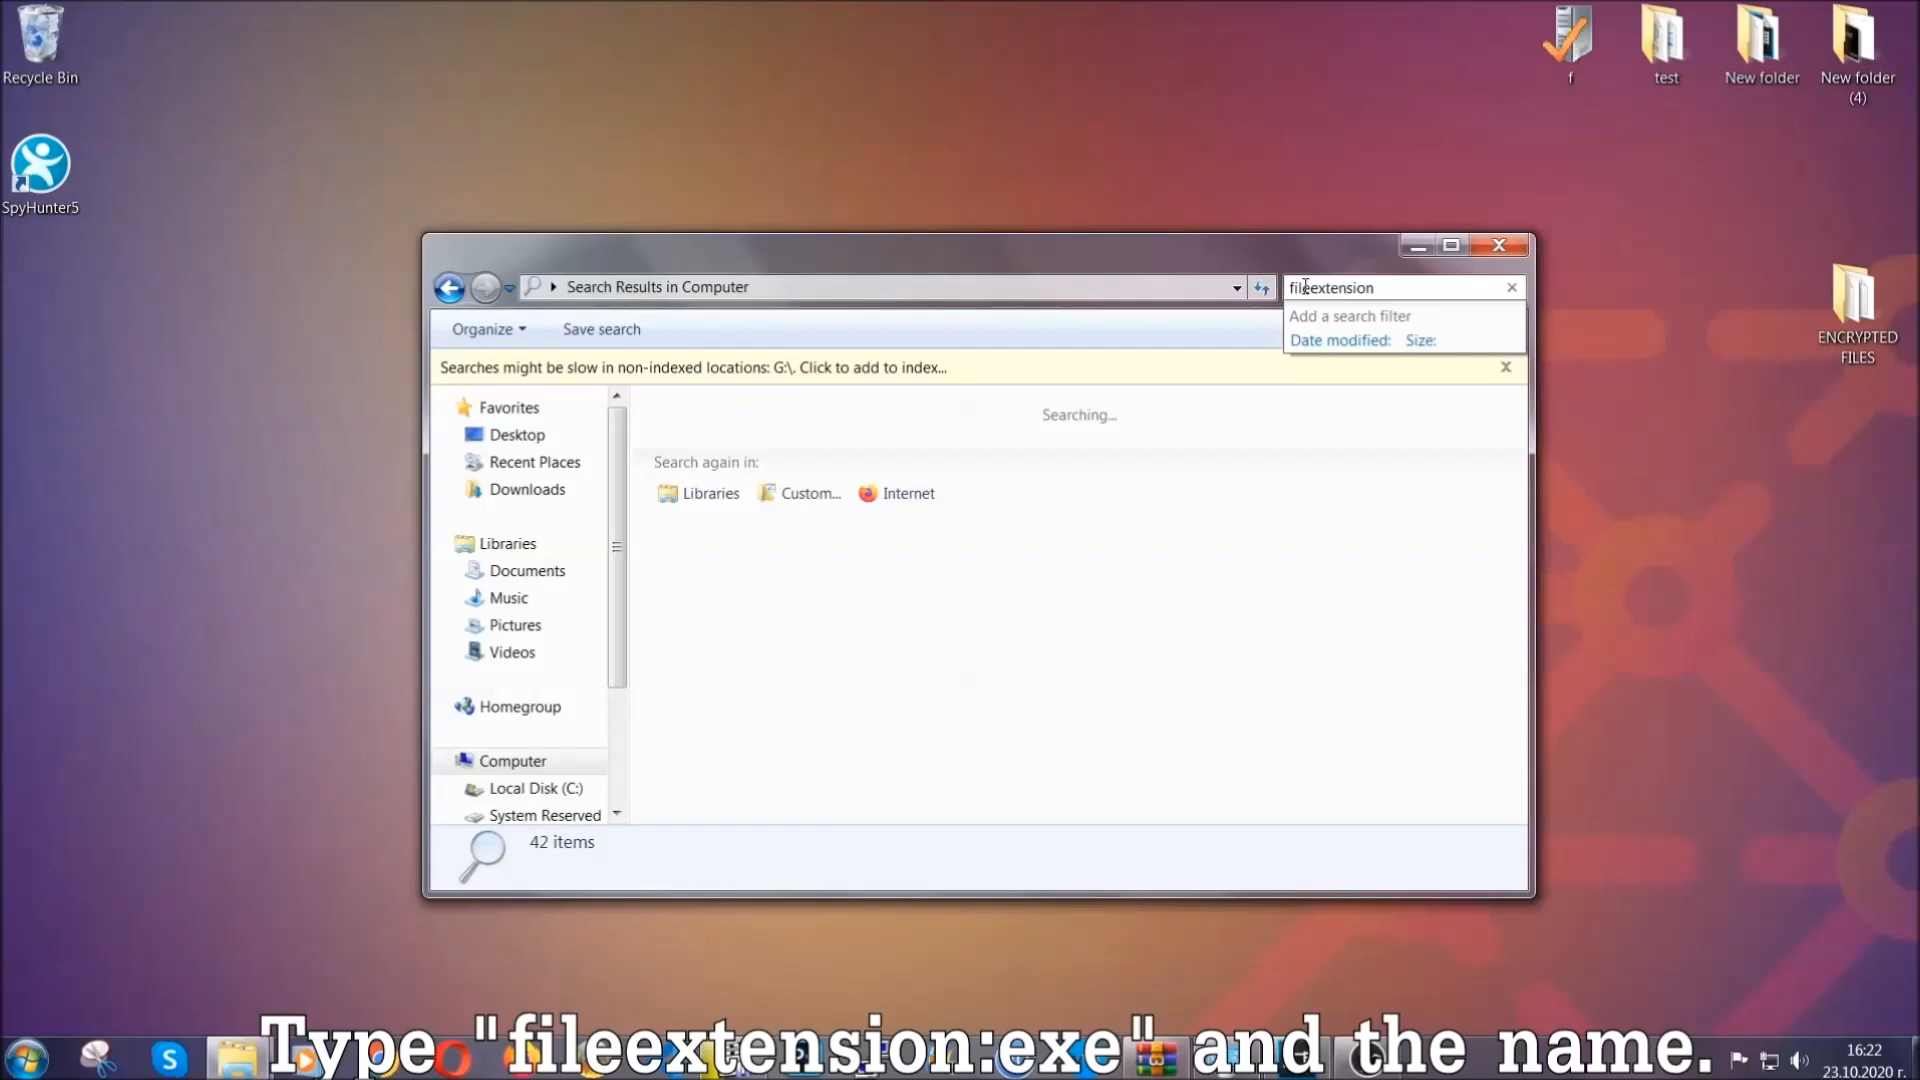 Recycle Bin
SpyHunter5
f
test
New folder
New folder
(4)
ENCRYPTED
FILES
Search Results in Computer
fileextension
Add a search filter
Date modified: Size:
Organize
Save search
Searches might be slow in non-indexed locations: G:\. Click to add to index...
Favorites
Desktop
Recent Places
Downloads
Libraries
Documents
Music
Pictures
Videos
Homegroup
Computer
Local Disk (C:)
System Reserved
Searching...
Search again in:
Libraries
Custom...
Internet
42 items
Type "fileextension:exe" and the name.
16:22
23.10.2020 г.